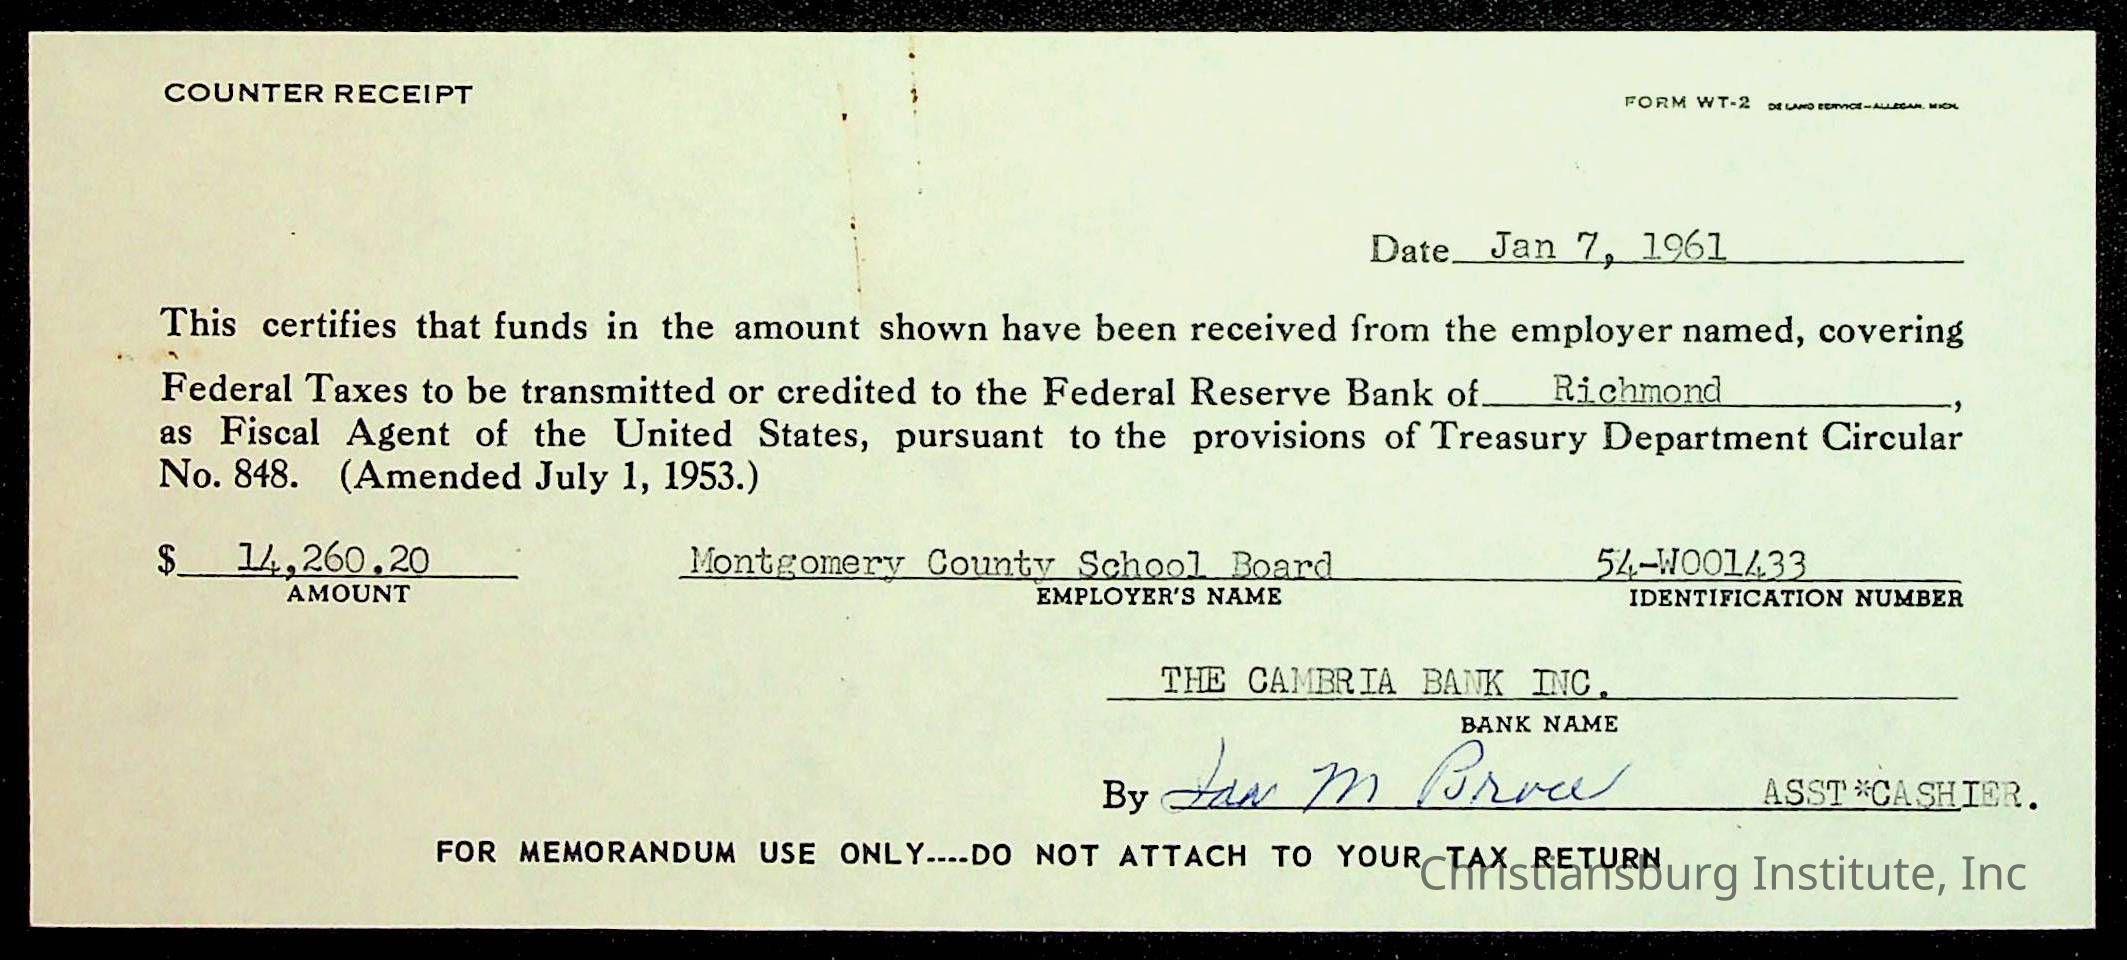 COUNTER RECEIPT
FORM WT-2 DE LAND SERVICE-ALLEGAN, MICH.
Date Jan 7, 1961
This certifies that funds in the amount shown have been received from the employer named, covering
Federal Taxes to be transmitted or credited to the Federal Reserve Bank of Richmond,
as Fiscal Agent of the United States, pursuant to the provisions of Treasury Department Circular
No. 848. (Amended July 1, 1953.)
$ 14,260.20 Montgomery County School Board 54-W001433
AMOUNT EMPLOYER'S NAME IDENTIFICATION NUMBER
THE CAMBRIA BANK INC.
BANK NAME
By M ASST*CASHIER.
FOR MEMORANDUM USE ONLY----DO NOT ATTACH TO YOUR TAX RETURN
Christiansburg Institute, Inc